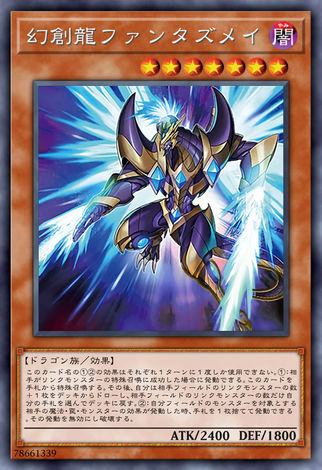 幻創龍ファンタズメイ
闇
やみ
【ドラゴン族／効果】
このカード名の①②の効果はそれぞれ１ターンに１度しか使用できない。①：相
手がリンクモンスターの特殊召喚に成功した場合に発動できる。このカードを
手札から特殊召喚する。その後、自分は相手フィールドのリンクモンスターの数
＋１枚をデッキからドローし、相手フィールドのリンクモンスターの数だけ自
分の手札を選んでデッキに戻す。②：自分フィールドのモンスターを対象とする
相手の魔法・罠・モンスターの効果が発動した時、手札を１枚捨てて発動できる
。その発動を無効にし破壊する。
ATK/2400 DEF/1800
78661339